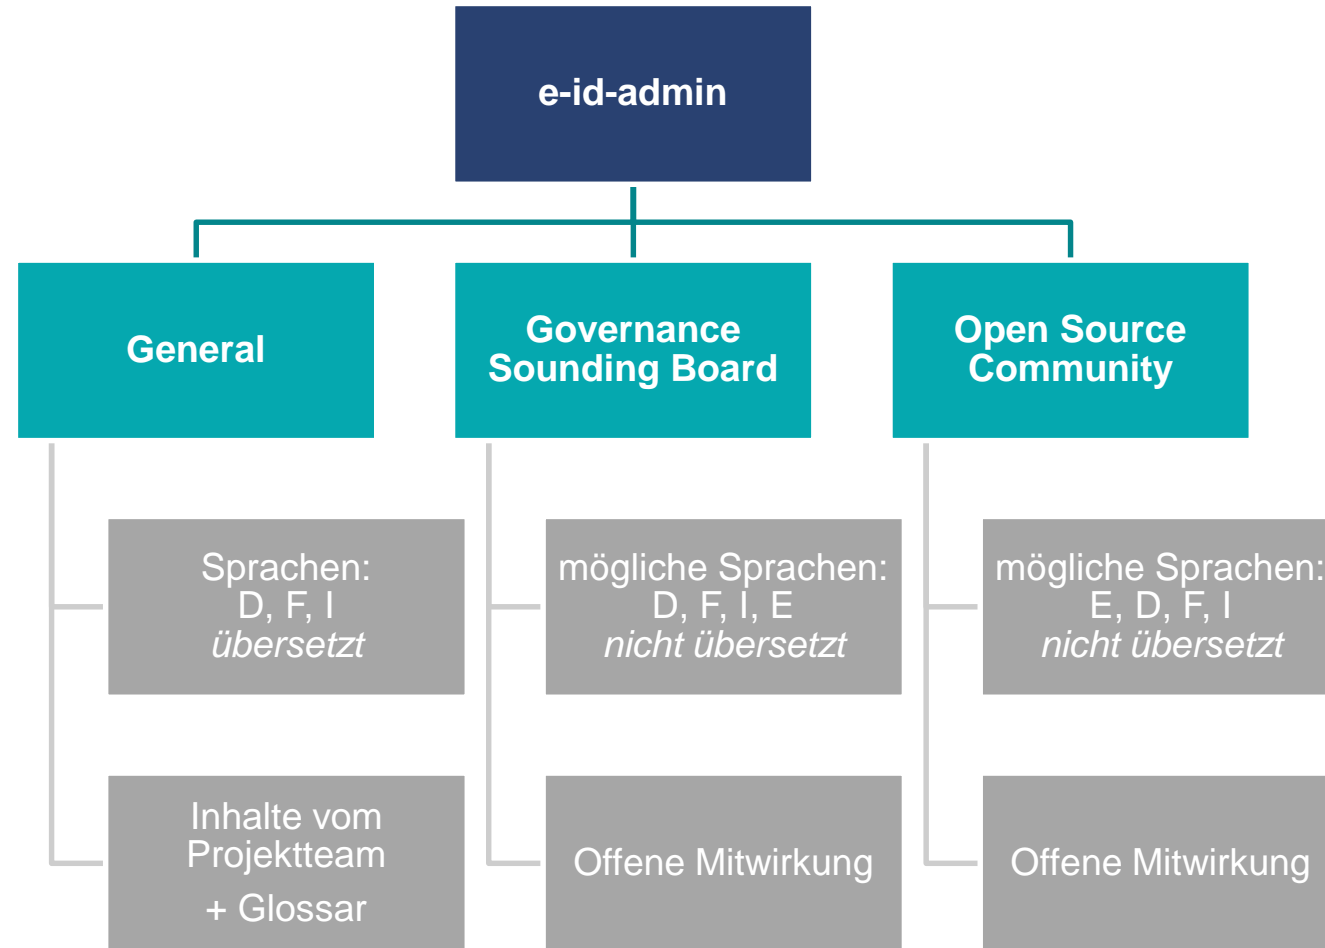 e-id-admin
General
Governance
Sounding Board
Open Source
Community
Sprachen:
D, F, I
übersetzt
mögliche Sprachen:
D, F, I, E
nicht übersetzt
mögliche Sprachen:
E, D, F, I
nicht übersetzt
Inhalte vom
Projektteam
+ Glossar
Offene Mitwirkung
Offene Mitwirkung